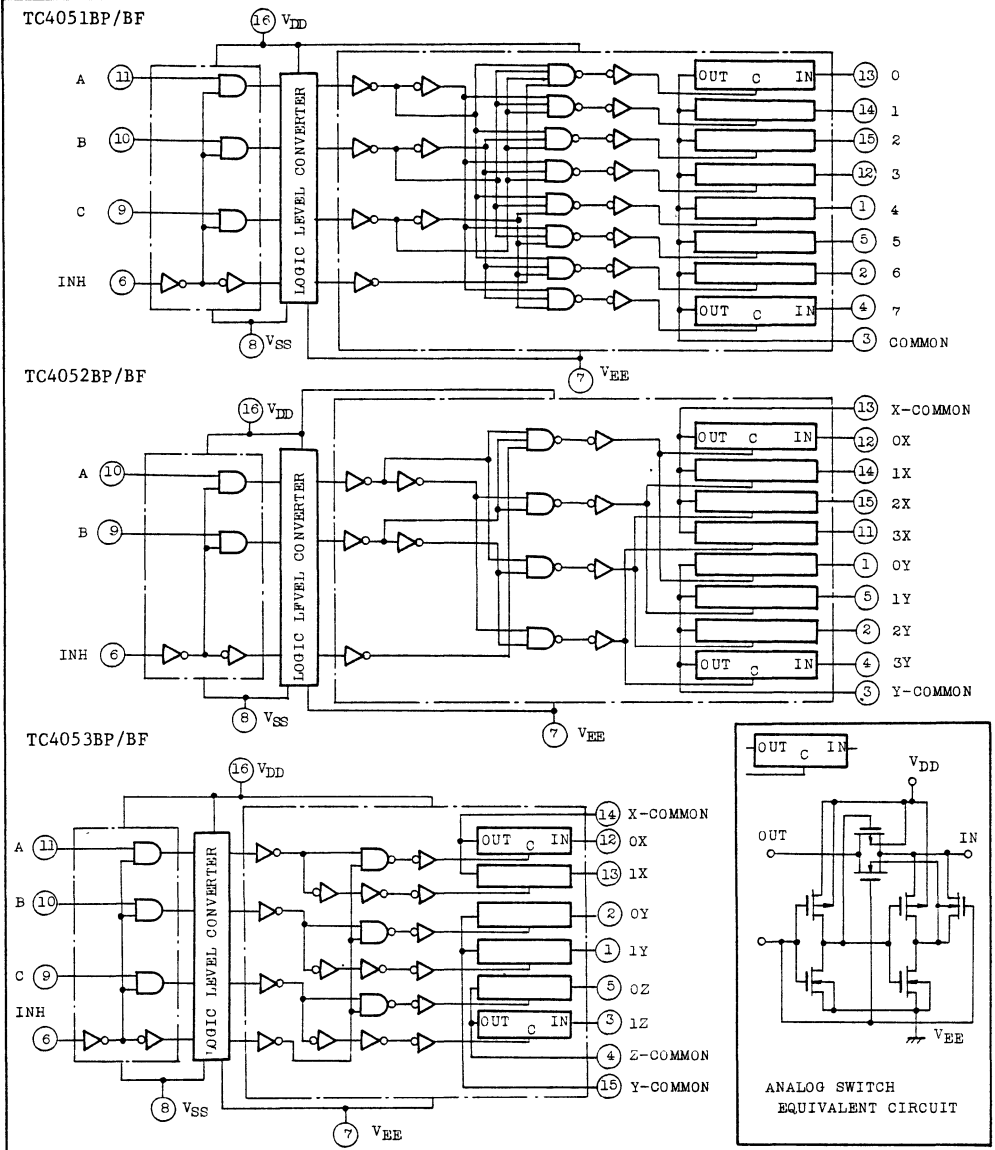 TC4051BP/BF
16 VDD
A 11
B 10
C 9
INH 6
LOGIC LEVEL CONVERTER
OUT C IN 13 0
14 1
15 2
12 3
1 4
5 5
2 6
OUT C IN 4 7
3 COMMON
8 VSS
7 VEE
TC4052BP/BF
16 VDD
A 10
B 9
INH 6
LOGIC LEVEL CONVERTER
13 X-COMMON
OUT C IN 12 0X
14 1X
15 2X
11 3X
1 0Y
5 1Y
2 2Y
OUT C IN 4 3Y
3 Y-COMMON
8 VSS
7 VEE
TC4053BP/BF
16 VDD
A 11
B 10
C 9
INH
6
LOGIC LEVEL CONVERTER
14 X-COMMON
OUT C IN 12 0X
13 1X
2 0Y
1 1Y
5 0Z
OUT C IN 3 1Z
4 Z-COMMON
15 Y-COMMON
8 VSS
7 VEE
OUT C IN
VDD
OUT
IN
VEE
ANALOG SWITCH
EQUIVALENT CIRCUIT